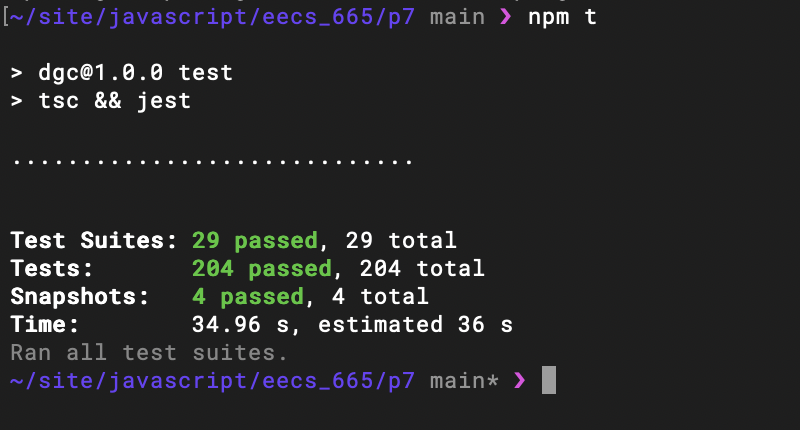 [~/site/javascript/eecs_665/p7 main ❯ npm t
> dgc@1.0.0 test
> tsc && jest
.............................
Test Suites: 29 passed, 29 total
Tests: 204 passed, 204 total
Snapshots: 4 passed, 4 total
Time: 34.96 s, estimated 36 s
Ran all test suites.
~/site/javascript/eecs_665/p7 main* ❯